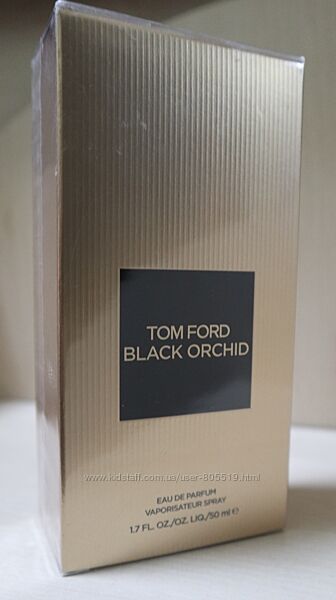 TOM FORD
BLACK ORCHID
www.kidstaff.com.ua/user-805519.html
EAU DE PARFUM
VAPORISATEUR SPRAY
1.7 FL. OZ./OZ. LIQ./50 ml ℮